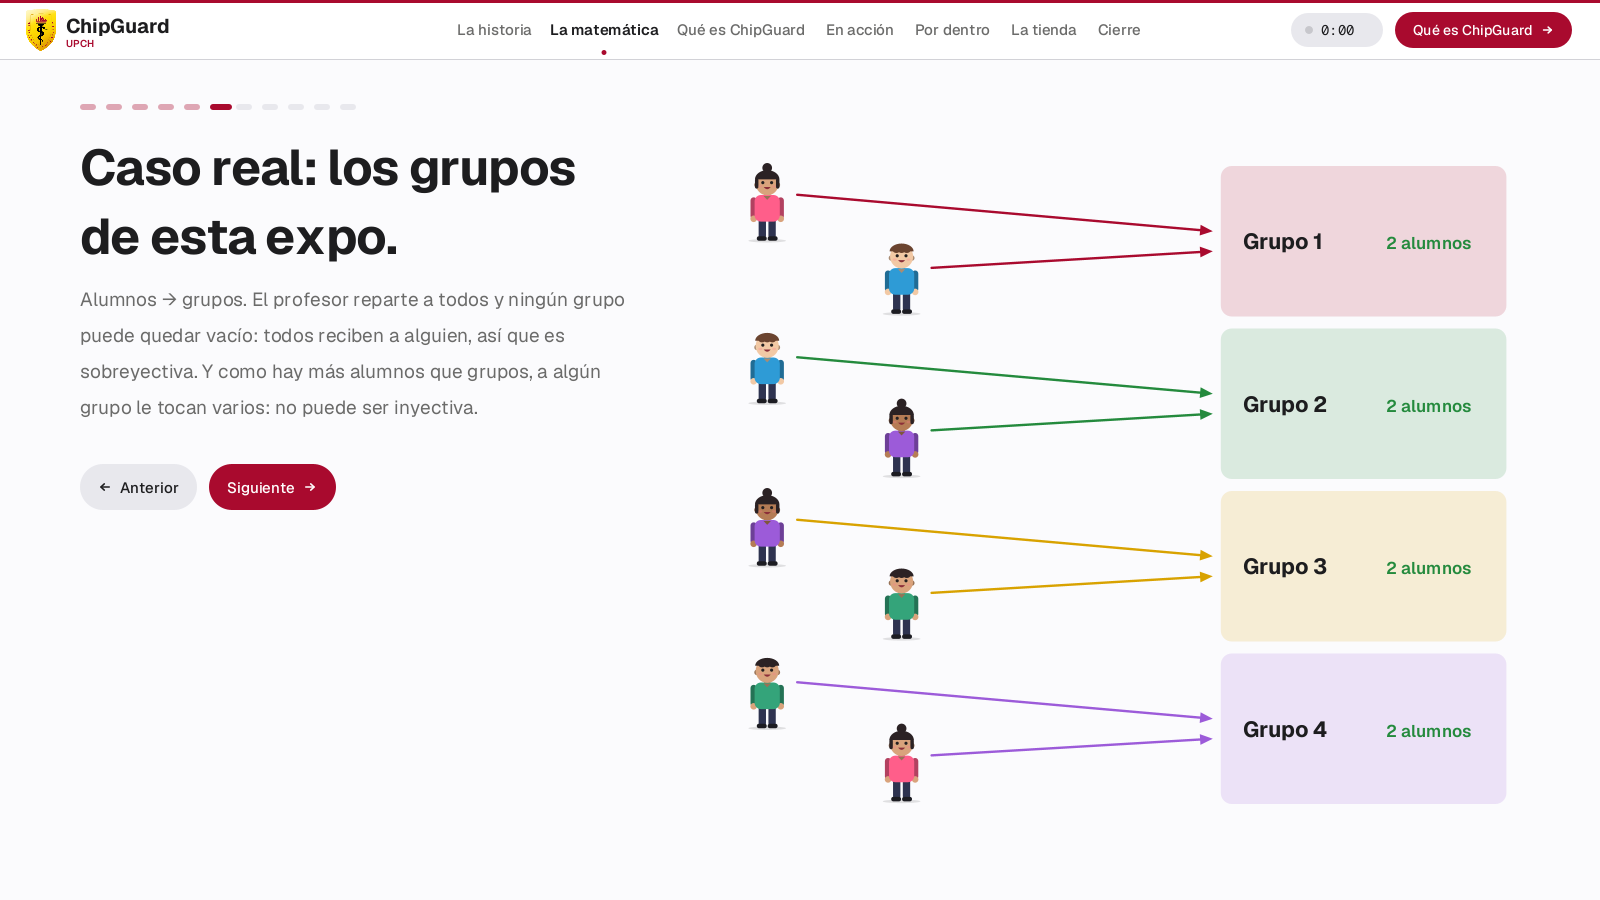 ChipGuard
UPCH
La historia
La matemática
Qué es ChipGuard
En acción
Por dentro
La tienda
Cierre
0:00
Qué es ChipGuard →
Caso real: los grupos
de esta expo.
Alumnos → grupos. El profesor reparte a todos y ningún grupo
puede quedar vacío: todos reciben a alguien, así que es
sobreyectiva. Y como hay más alumnos que grupos, a algún
grupo le tocan varios: no puede ser inyectiva.
← Anterior
Siguiente →
Grupo 1
2 alumnos
Grupo 2
2 alumnos
Grupo 3
2 alumnos
Grupo 4
2 alumnos